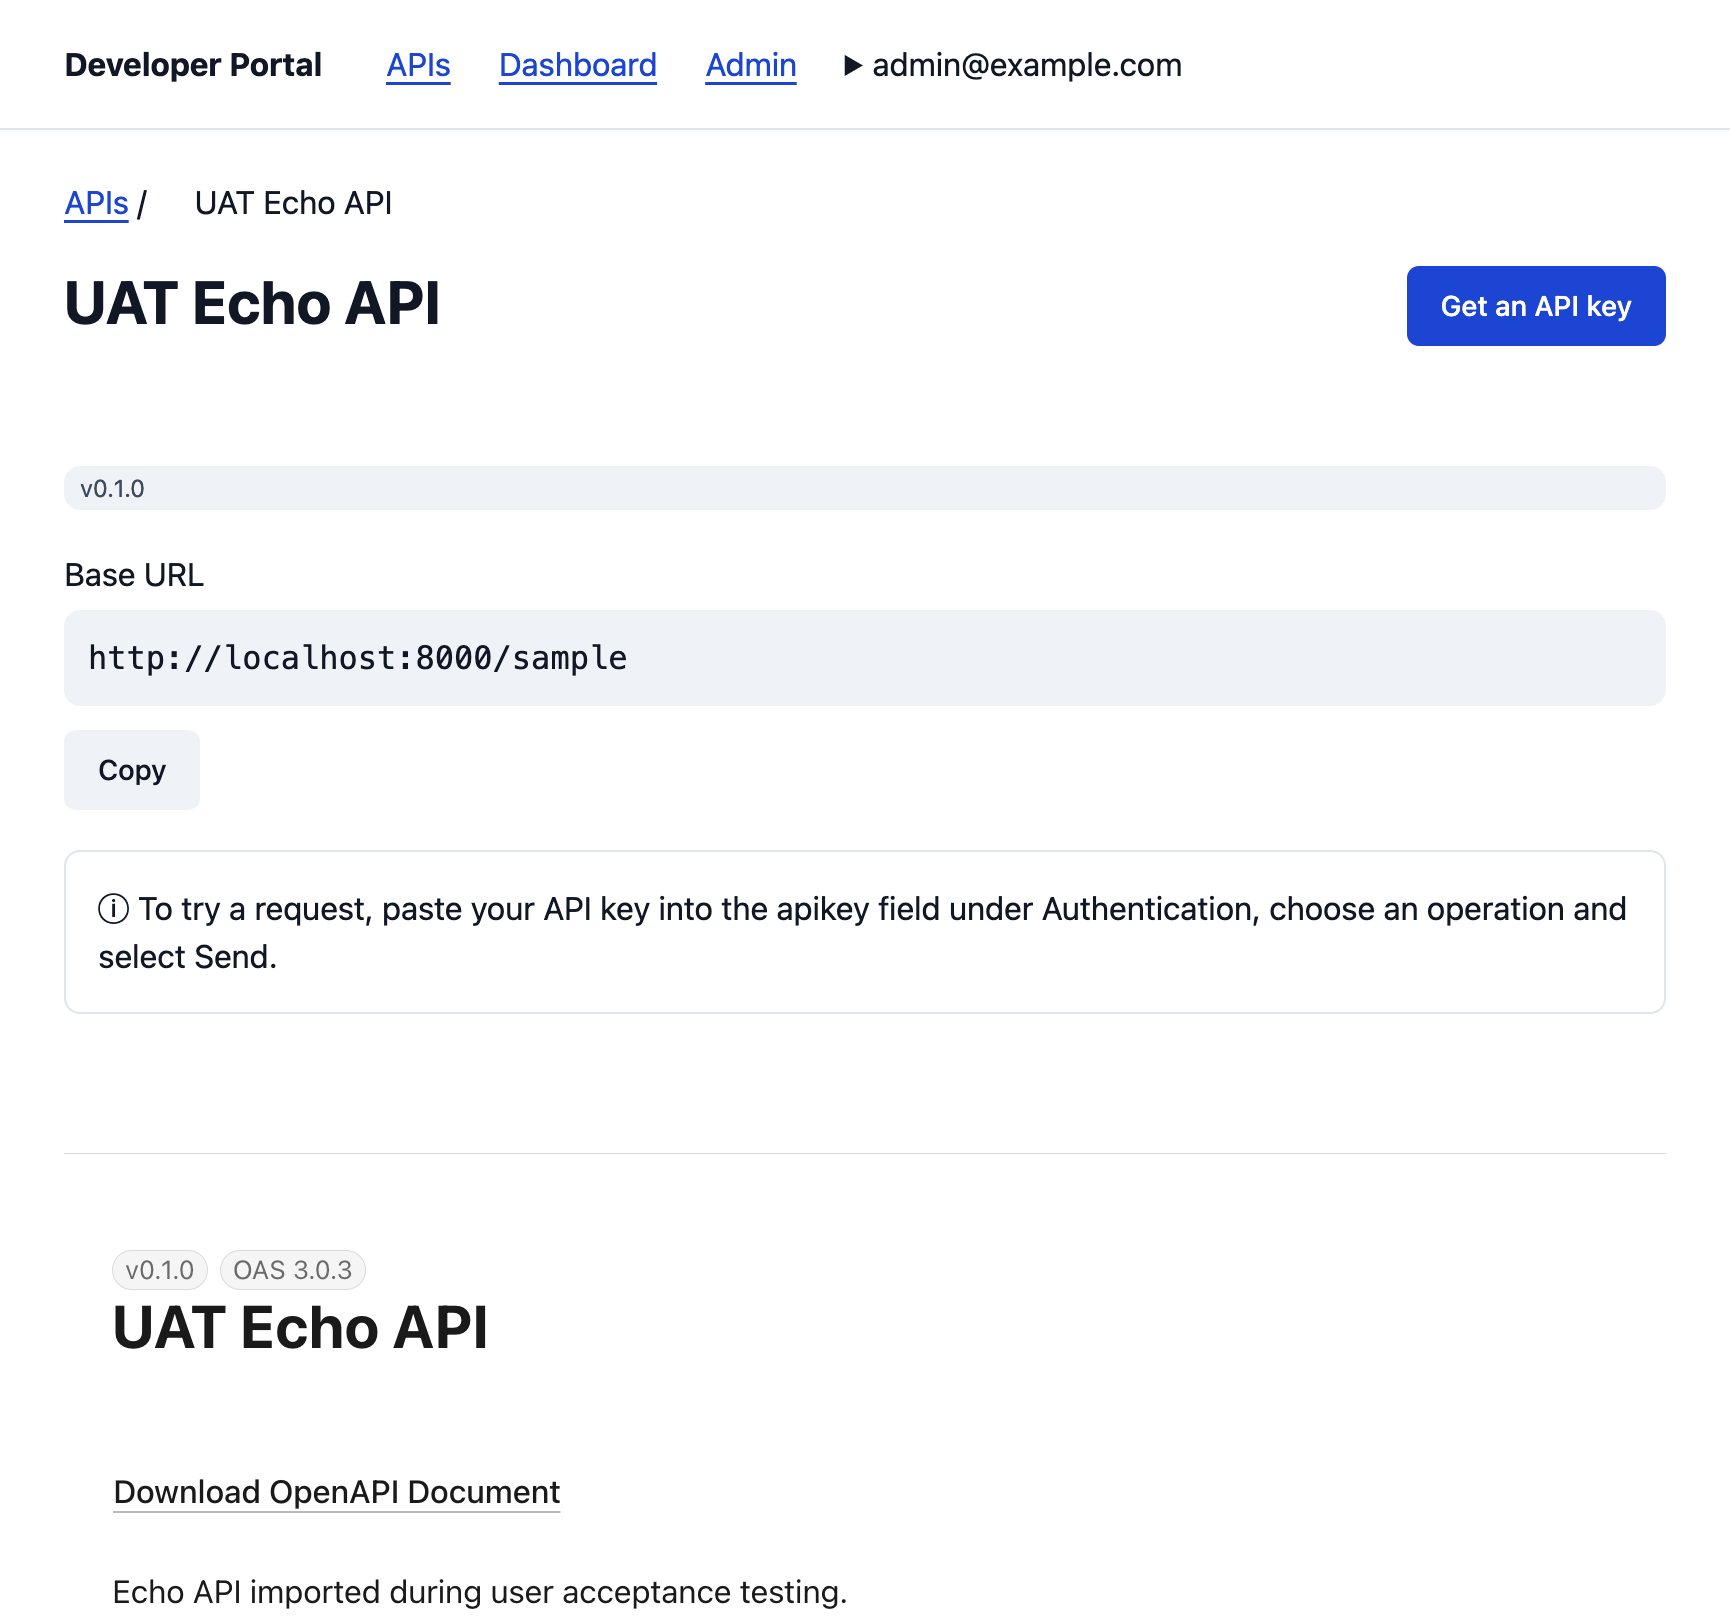 Developer Portal APIs Dashboard Admin ▶ admin@example.com
APIs / UAT Echo API
UAT Echo API
Get an API key
v0.1.0
Base URL
http://localhost:8000/sample
Copy
ⓘ To try a request, paste your API key into the apikey field under Authentication, choose an operation and
select Send.
v0.1.0 OAS 3.0.3
UAT Echo API
Download OpenAPI Document
Echo API imported during user acceptance testing.